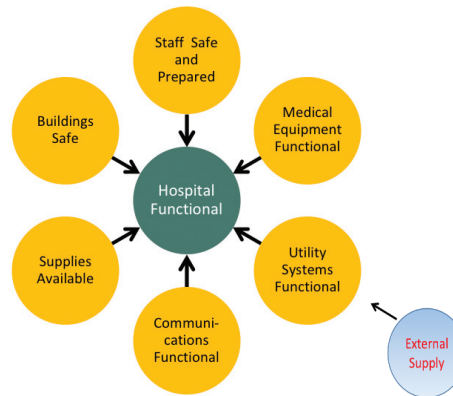 Staff Safe
and
Prepared
Buildings
Safe
Medical
Equipment
Functional
Hospital
Functional
Supplies
Available
Utility
Systems
Functional
Communi-
cations
Functional
External
Supply